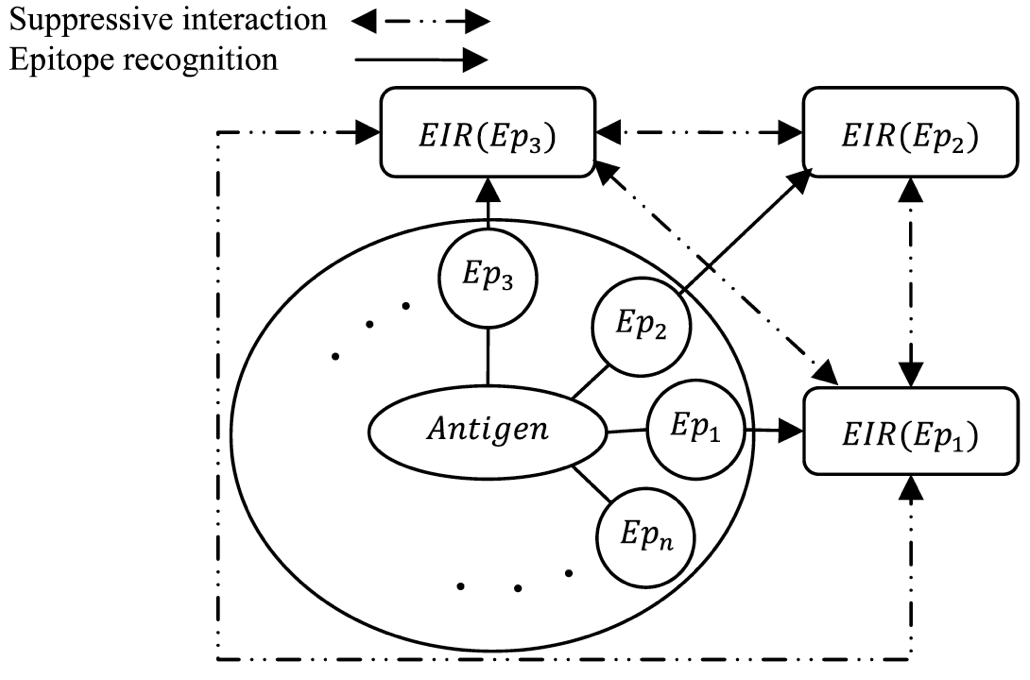 Suppressive interaction
Epitope recognition
EIR(Ep₃)
EIR(Ep₂)
Ep₃
Ep₂
Antigen
Ep₁
EIR(Ep₁)
Epₙ